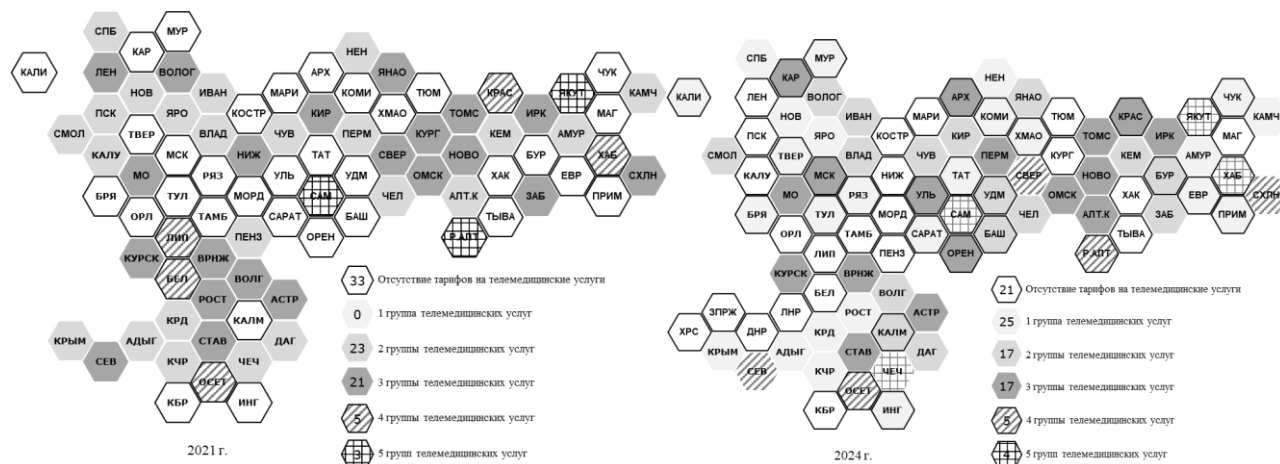 СПБ МУР
КАР НЕН
КАЛИ ЛЕН ВОЛОГ АРХ ЯНАО ЧУК
НОВ ИВАН МАРИ КОМИ ТЮМ КРАС ЯКУТ КАМЧ
ПСК ЯРО КОСТР КИР ХМАО ТОМС ИРК МАГ
СМОЛ ТВЕР ВЛАД ЧУВ ПЕРМ КУРГ КЕМ АМУР
КАЛУ МСК НИЖ ТАТ СВЕР НОВО БУР ХАБ
МО РЯЗ УЛЬ УДМ ОМСК ХАК ЕВР СХЛН
БРЯ ТУЛ МОРД САМ ЧЕЛ АЛТ.К ЗАБ ПРИМ
ОРЛ ТАМБ САРАТ БАШ ТЫВА
ЛИП ПЕНЗ ОРЕН Р.АЛТ
КУРСК ВРНЖ
БЕЛ ВОЛГ
РОСТ АСТР
КРД КАЛМ
КРЫМ АДЫГ СТАВ ДАГ
СЕВ КЧР ЧЕЧ
ОСЕТ
КБР ИНГ
33 Отсутствие тарифов на телемедицинские услуги
0 1 группа телемедицинских услуг
23 2 группы телемедицинских услуг
21 3 группы телемедицинских услуг
5 4 группы телемедицинских услуг
3 5 групп телемедицинских услуг
2021 г.
СПБ МУР
КАР НЕН
КАЛИ ЛЕН ВОЛОГ АРХ ЯНАО ЧУК
НОВ ИВАН МАРИ КОМИ ТЮМ КРАС ЯКУТ КАМЧ
ПСК ЯРО КОСТР КИР ХМАО ТОМС ИРК МАГ
СМОЛ ТВЕР ВЛАД ЧУВ ПЕРМ КУРГ КЕМ АМУР
КАЛУ МСК НИЖ ТАТ СВЕР НОВО БУР ХАБ
МО РЯЗ УЛЬ УДМ ОМСК ХАК ЕВР СХЛН
БРЯ ТУЛ МОРД САМ ЧЕЛ АЛТ.К ЗАБ ПРИМ
ОРЛ ТАМБ САРАТ БАШ ТЫВА
ЛИП ПЕНЗ ОРЕН Р.АЛТ
КУРСК ВРНЖ
БЕЛ ВОЛГ
ЗПРЖ ЛНР РОСТ АСТР
ХРС ДНР КРД КАЛМ
КРЫМ АДЫГ СТАВ ДАГ
СЕВ КЧР ЧЕЧ
ОСЕТ
КБР ИНГ
21 Отсутствие тарифов на телемедицинские услуги
25 1 группа телемедицинских услуг
17 2 группы телемедицинских услуг
17 3 группы телемедицинских услуг
5 4 группы телемедицинских услуг
4 5 групп телемедицинских услуг
2024 г.